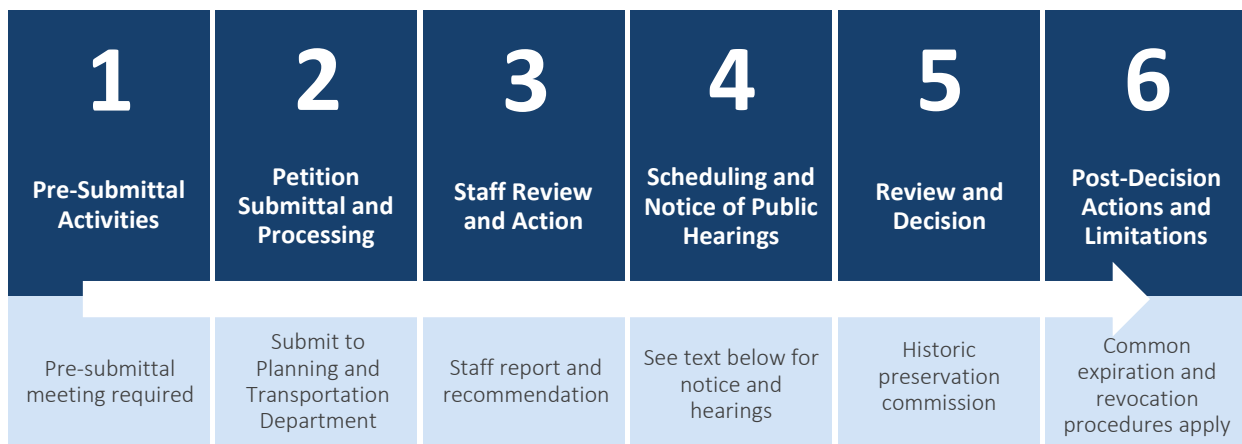 1
Pre-Submittal
Activities
Pre-submittal
meeting required
2
Petition
Submittal and
Processing
Submit to
Planning and
Transportation
Department
3
Staff Review
and Action
Staff report and
recommendation
4
Scheduling and
Notice of Public
Hearings
See text below for
notice and
hearings
5
Review and
Decision
Historic
preservation
commission
6
Post-Decision
Actions and
Limitations
Common
expiration and
revocation
procedures apply